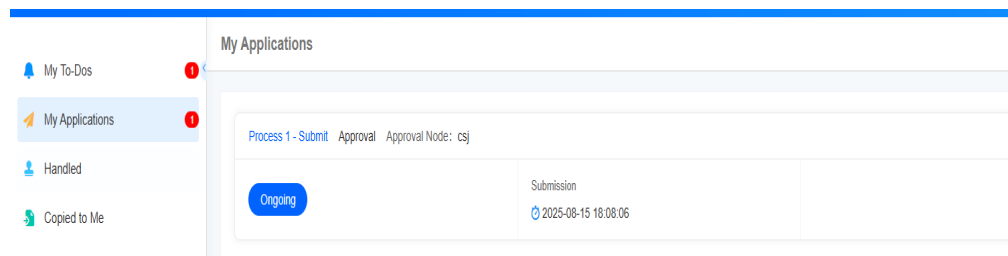 My Applications
My To-Dos 1
My Applications 1
Handled
Copied to Me
Process 1 - Submit Approval Approval Node: csj
Ongoing
Submission
2025-08-15 18:08:06